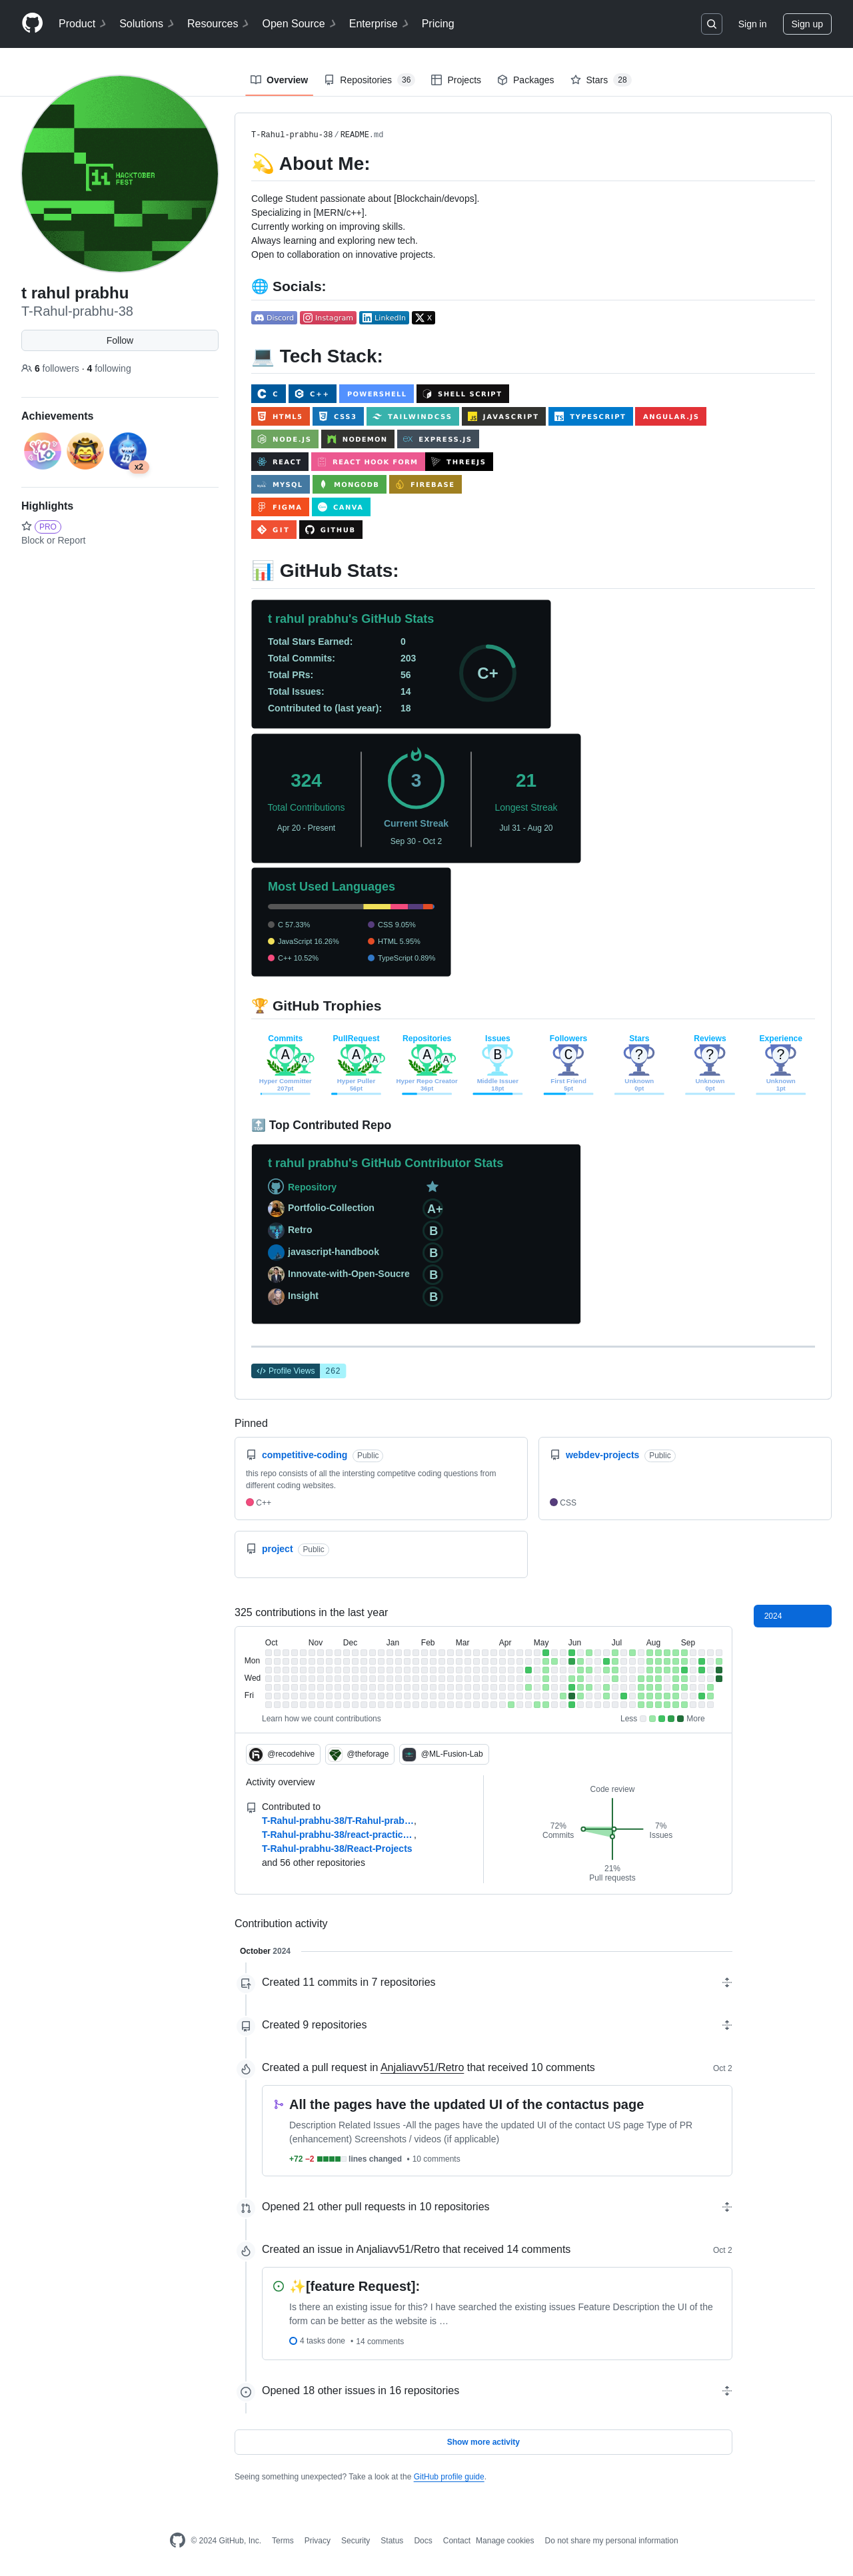 Product
Solutions
Resources
Open Source
Enterprise
Pricing
Sign in
Sign up
Overview
Repositories 36
Projects
Packages
Stars 28
HACKTOBER
FEST
t rahul prabhu
T-Rahul-prabhu-38
Follow
6 followers · 4 following
Achievements
YOLO
x2
Highlights
PRO
Block or Report
T-Rahul-prabhu-38/README.md
💫 About Me:
College Student passionate about [Blockchain/devops].
Specializing in [MERN/c++].
Currently working on improving skills.
Always learning and exploring new tech.
Open to collaboration on innovative projects.
🌐 Socials:
Discord Instagram LinkedIn X
💻 Tech Stack:
C C++ POWERSHELL SHELL SCRIPT
HTML5 CSS3 TAILWINDCSS JAVASCRIPT TYPESCRIPT ANGULAR.JS
NODE.JS NODEMON EXPRESS.JS
REACT REACT HOOK FORM THREEJS
MYSQL MONGODB FIREBASE
FIGMA CANVA
GIT GITHUB
📊 GitHub Stats:
t rahul prabhu's GitHub Stats
Total Stars Earned: 0
Total Commits: 203
Total PRs: 56
Total Issues: 14
Contributed to (last year): 18
C+
324
Total Contributions
Apr 20 - Present
3
Current Streak
Sep 30 - Oct 2
21
Longest Streak
Jul 31 - Aug 20
Most Used Languages
C 57.33%
JavaScript 16.26%
C++ 10.52%
CSS 9.05%
HTML 5.95%
TypeScript 0.89%
🏆 GitHub Trophies
Commits
A A
Hyper Committer
207pt
PullRequest
A A
Hyper Puller
56pt
Repositories
A A
Hyper Repo Creator
36pt
Issues
B
Middle Issuer
18pt
Followers
C
First Friend
5pt
Stars
?
Unknown
0pt
Reviews
?
Unknown
0pt
Experience
?
Unknown
1pt
🔝 Top Contributed Repo
t rahul prabhu's GitHub Contributor Stats
Repository
Portfolio-Collection A+
Retro B
javascript-handbook B
Innovate-with-Open-Soucre B
Insight B
Profile Views 262
Pinned
competitive-coding Public
this repo consists of all the intersting competitve coding questions from
different coding websites.
C++
webdev-projects Public
CSS
project Public
325 contributions in the last year
2024
Oct Nov Dec Jan Feb Mar Apr May Jun Jul Aug Sep
Mon
Wed
Fri
Learn how we count contributions
Less More
@recodehive
@theforage
@ML-Fusion-Lab
Activity overview
Contributed to
T-Rahul-prabhu-38/T-Rahul-prab…,
T-Rahul-prabhu-38/react-practic… ,
T-Rahul-prabhu-38/React-Projects
and 56 other repositories
Code review
72%
Commits
7%
Issues
21%
Pull requests
Contribution activity
October 2024
Created 11 commits in 7 repositories
Created 9 repositories
Created a pull request in Anjaliavv51/Retro that received 10 comments
Oct 2
All the pages have the updated UI of the contactus page
Description Related Issues -All the pages have the updated UI of the contact US page Type of PR
(enhancement) Screenshots / videos (if applicable)
+72 −2 lines changed • 10 comments
Opened 21 other pull requests in 10 repositories
Created an issue in Anjaliavv51/Retro that received 14 comments
Oct 2
✨[feature Request]:
Is there an existing issue for this? I have searched the existing issues Feature Description the UI of the
form can be better as the website is …
4 tasks done • 14 comments
Opened 18 other issues in 16 repositories
Show more activity
Seeing something unexpected? Take a look at the GitHub profile guide.
© 2024 GitHub, Inc.
Terms
Privacy
Security
Status
Docs
Contact
Manage cookies
Do not share my personal information